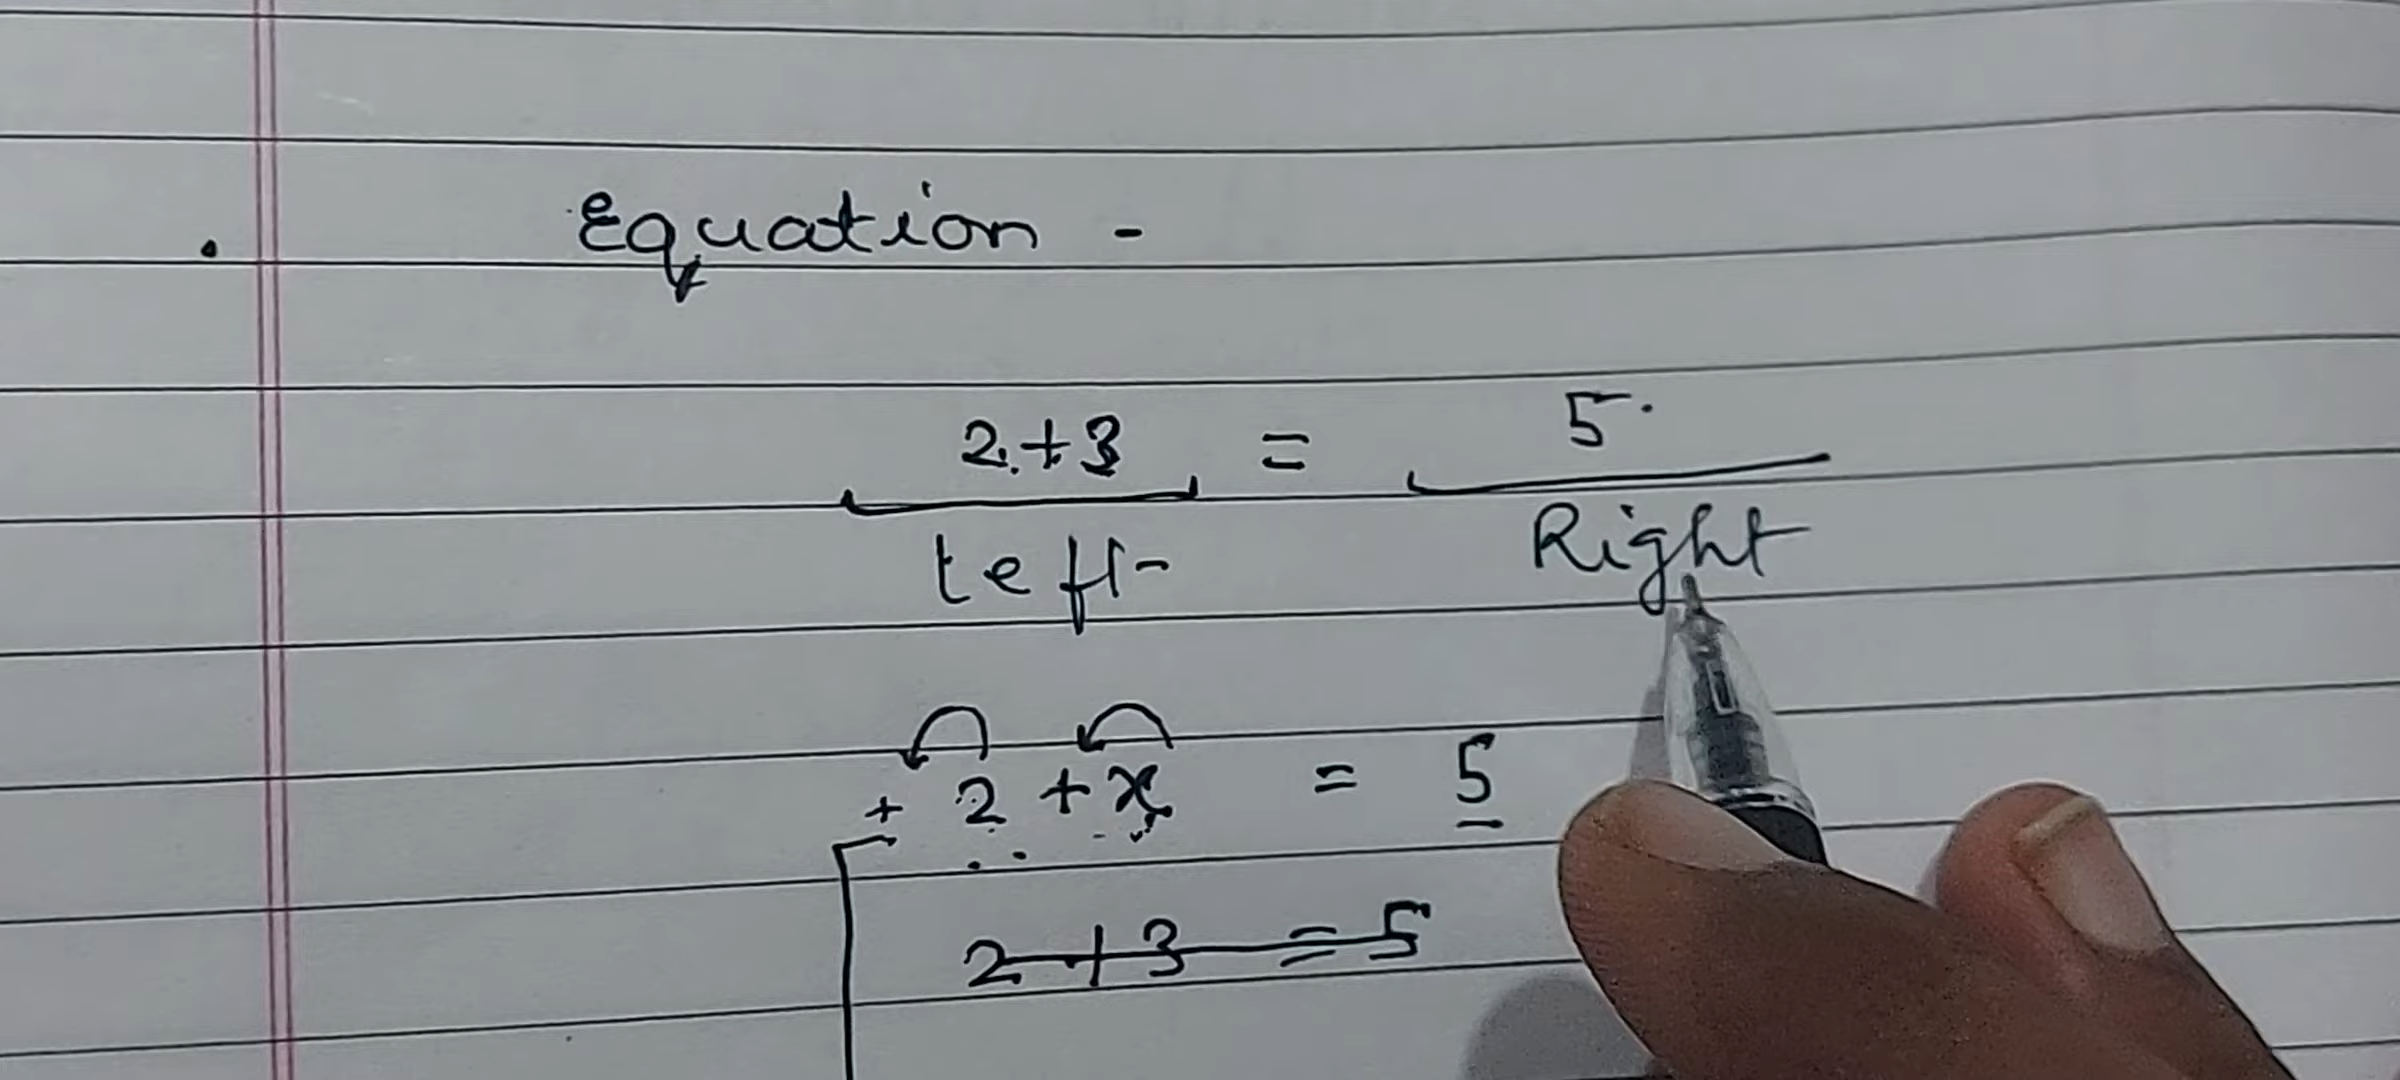 Equation -
2+3 = 5
Left Right
+ 2 + x = 5
2+3 = 5